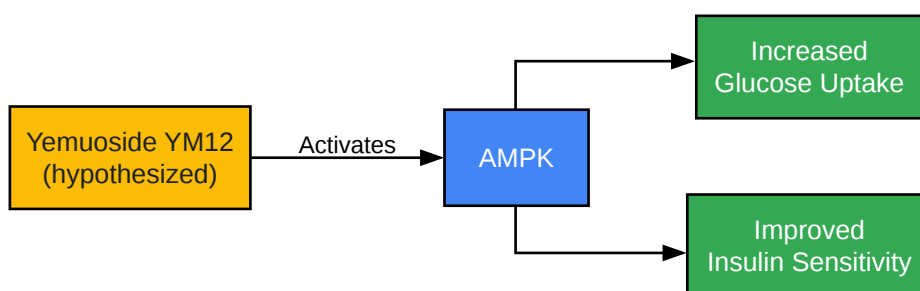 Yemuoside YM12
(hypothesized)
Activates
AMPK
Increased
Glucose Uptake
Improved
Insulin Sensitivity